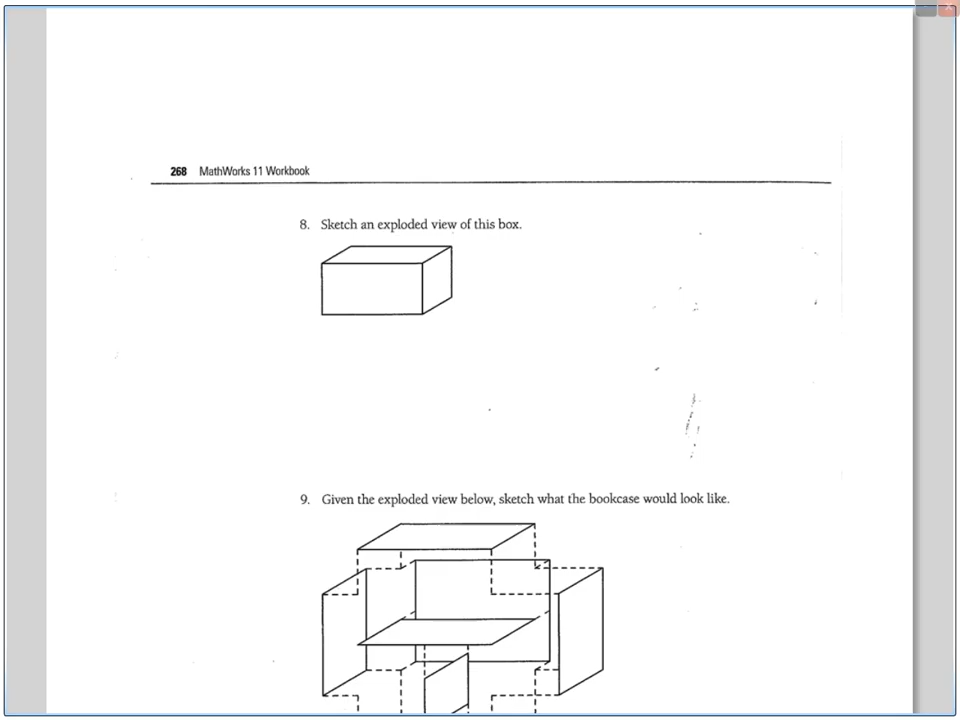 268 MathWorks 11 Workbook
8. Sketch an exploded view of this box.
9. Given the exploded view below, sketch what the bookcase would look like.